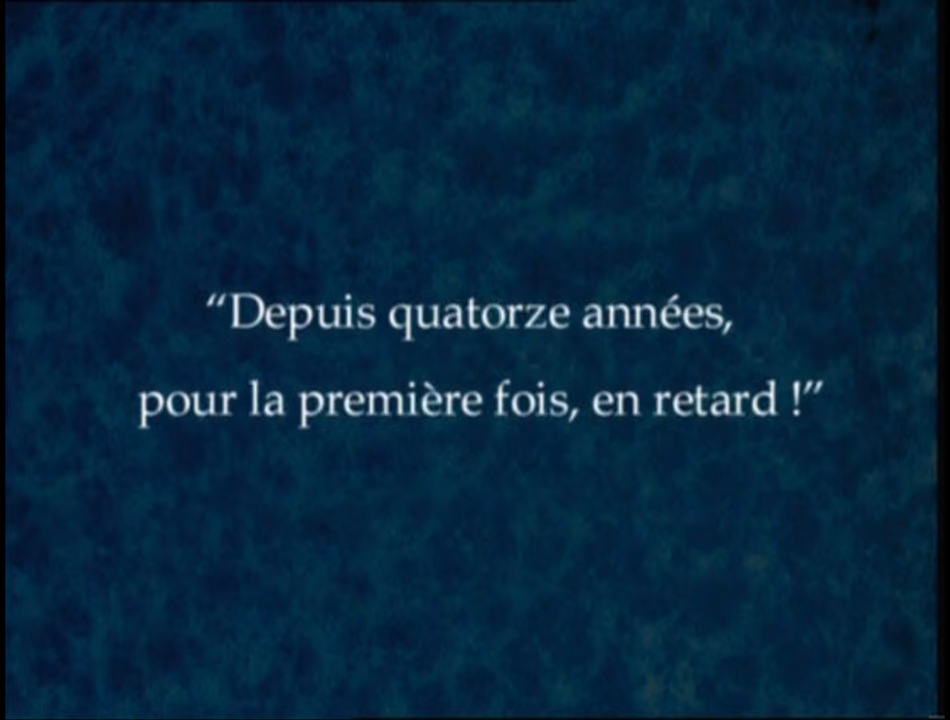 “Depuis quatorze années,
pour la première fois, en retard !”